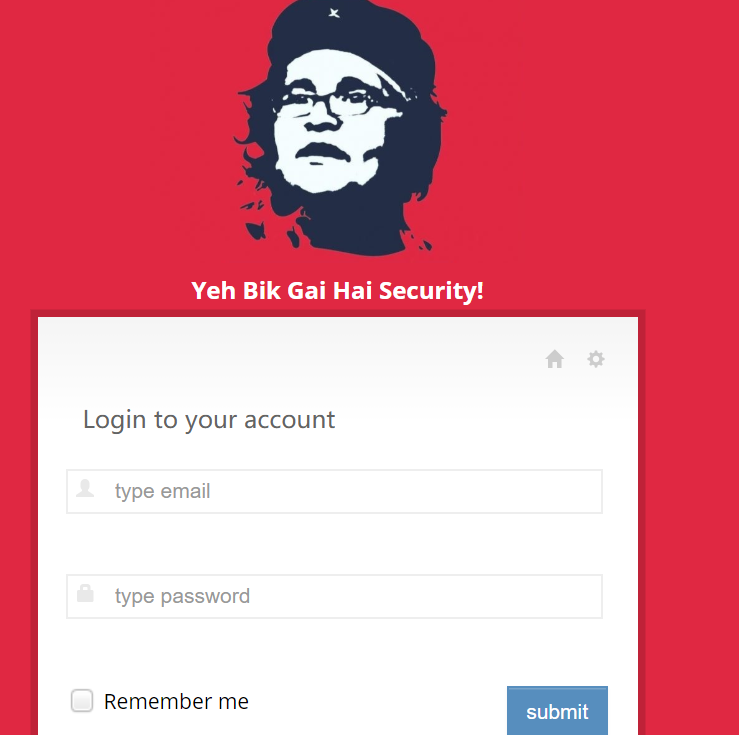 Yeh Bik Gai Hai Security!
Login to your account
type email
type password
Remember me
submit